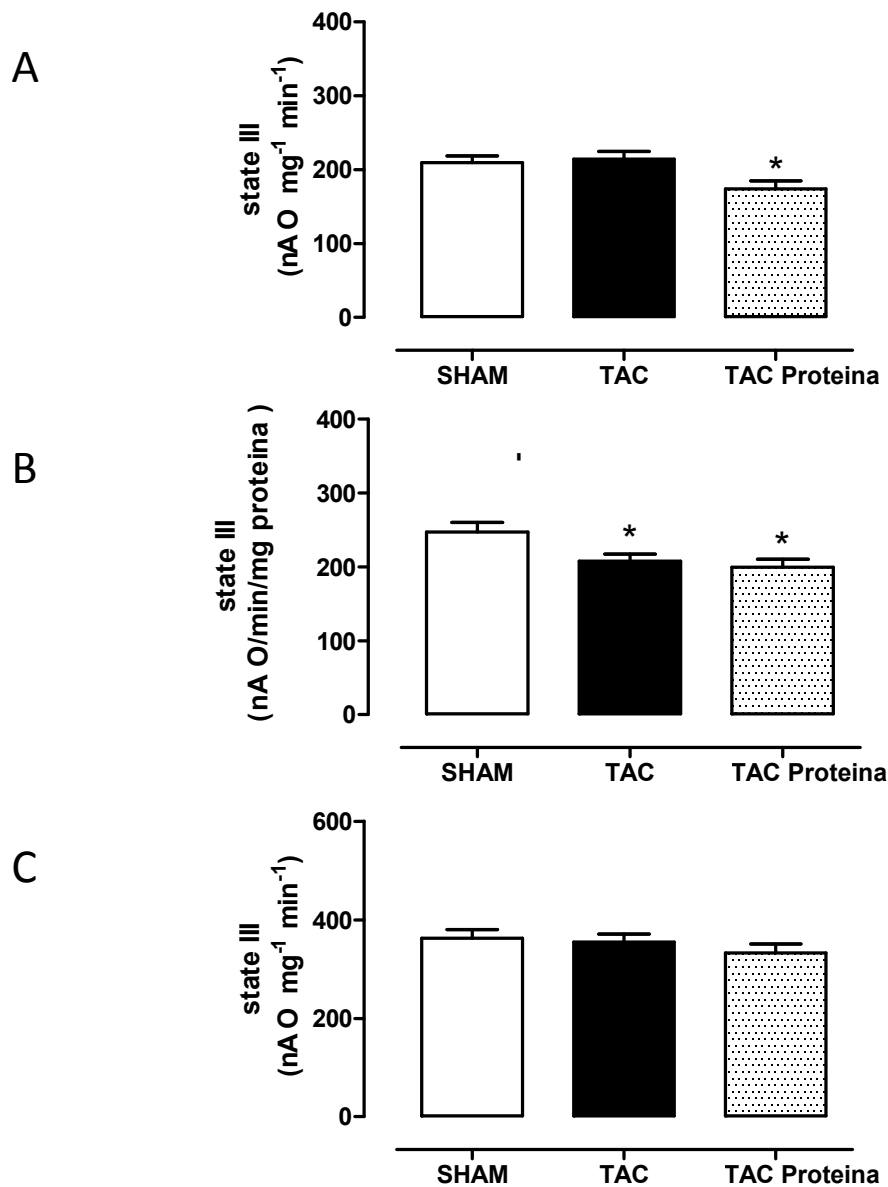 A
state III
(nA O mg⁻¹ min⁻¹)
400
300
200
100
0
*
SHAM TAC TAC Proteina
B
state III
(nA O/min/mg proteina )
400
300
200
100
0
* *
SHAM TAC TAC Proteina
C
state III
(nA O mg⁻¹ min⁻¹)
600
400
200
0
SHAM TAC TAC Proteina